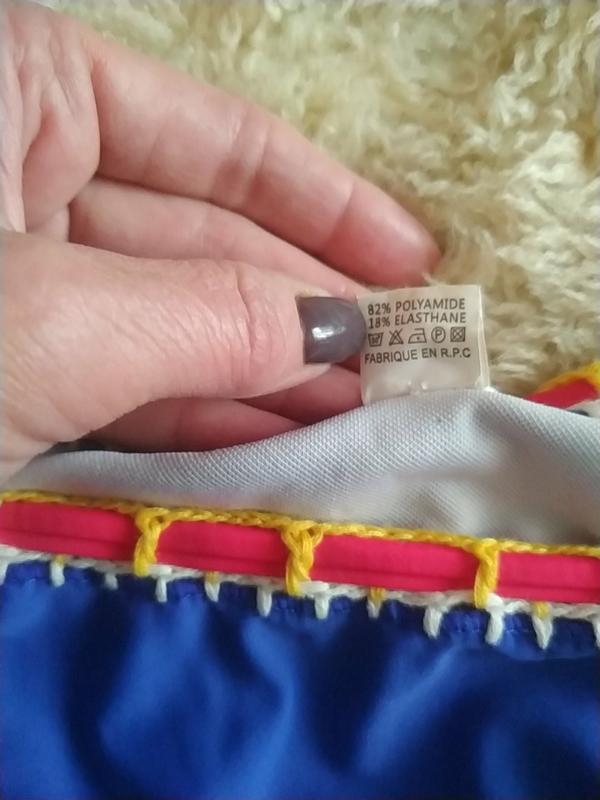 82% POLYAMIDE
18% ELASTHANE
P
FABRIQUE EN R.P.C